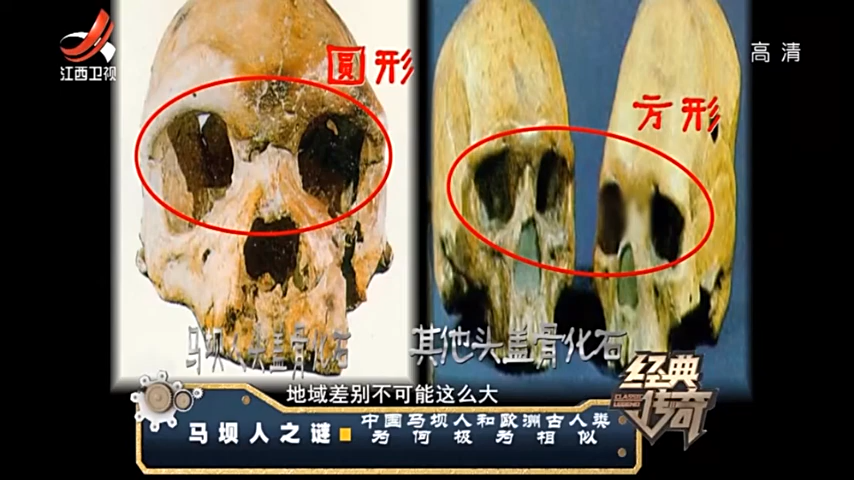 江西卫视
高清
圆形
方形
马坝人头盖骨化石
其他头盖骨化石
地域差别不可能这么大
经典传奇
CLASSIC LEGEND
马坝人之谜
中国马坝人和欧洲古人类
为何极为相似